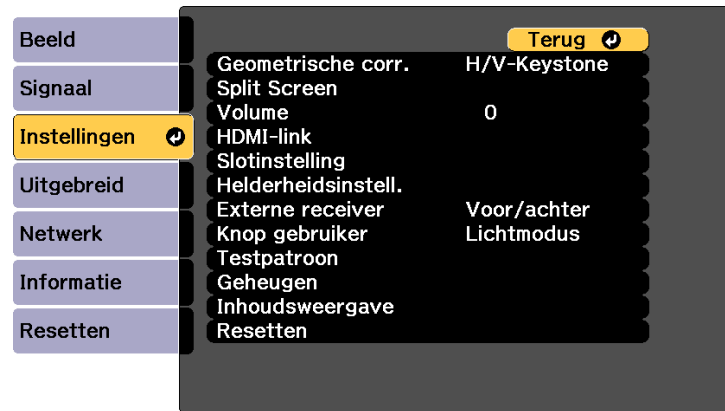 Beeld
Signaal
Instellingen
Uitgebreid
Netwerk
Informatie
Resetten
Terug
Geometrische corr. H/V-Keystone
Split Screen
Volume 0
HDMI-link
Slotinstelling
Helderheidsinstell.
Externe receiver Voor/achter
Knop gebruiker Lichtmodus
Testpatroon
Geheugen
Inhoudsweergave
Resetten